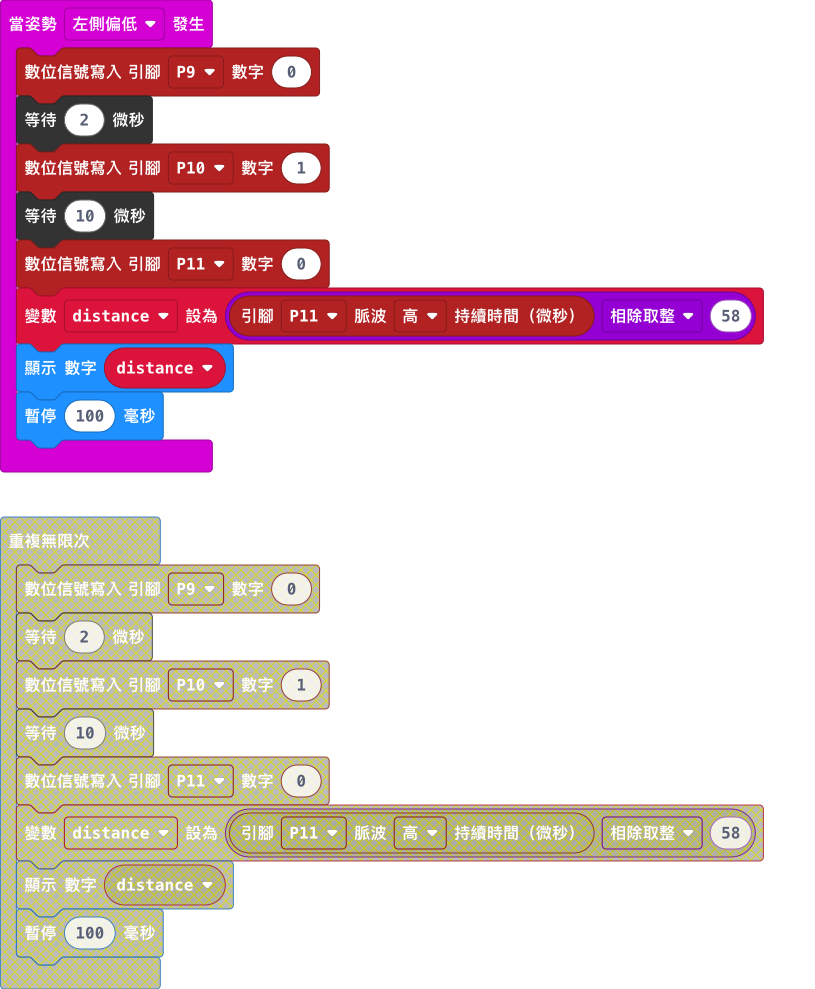 當姿勢 左側偏低 發生
數位信號寫入 引腳 P9 數字 0
等待 2 微秒
數位信號寫入 引腳 P10 數字 1
等待 10 微秒
數位信號寫入 引腳 P11 數字 0
變數 distance 設為 引腳 P11 脈波 高 持續時間 (微秒) 相除取整 58
顯示 數字 distance
暫停 100 毫秒
重複無限次
數位信號寫入 引腳 P9 數字 0
等待 2 微秒
數位信號寫入 引腳 P10 數字 1
等待 10 微秒
數位信號寫入 引腳 P11 數字 0
變數 distance 設為 引腳 P11 脈波 高 持續時間 (微秒) 相除取整 58
顯示 數字 distance
暫停 100 毫秒